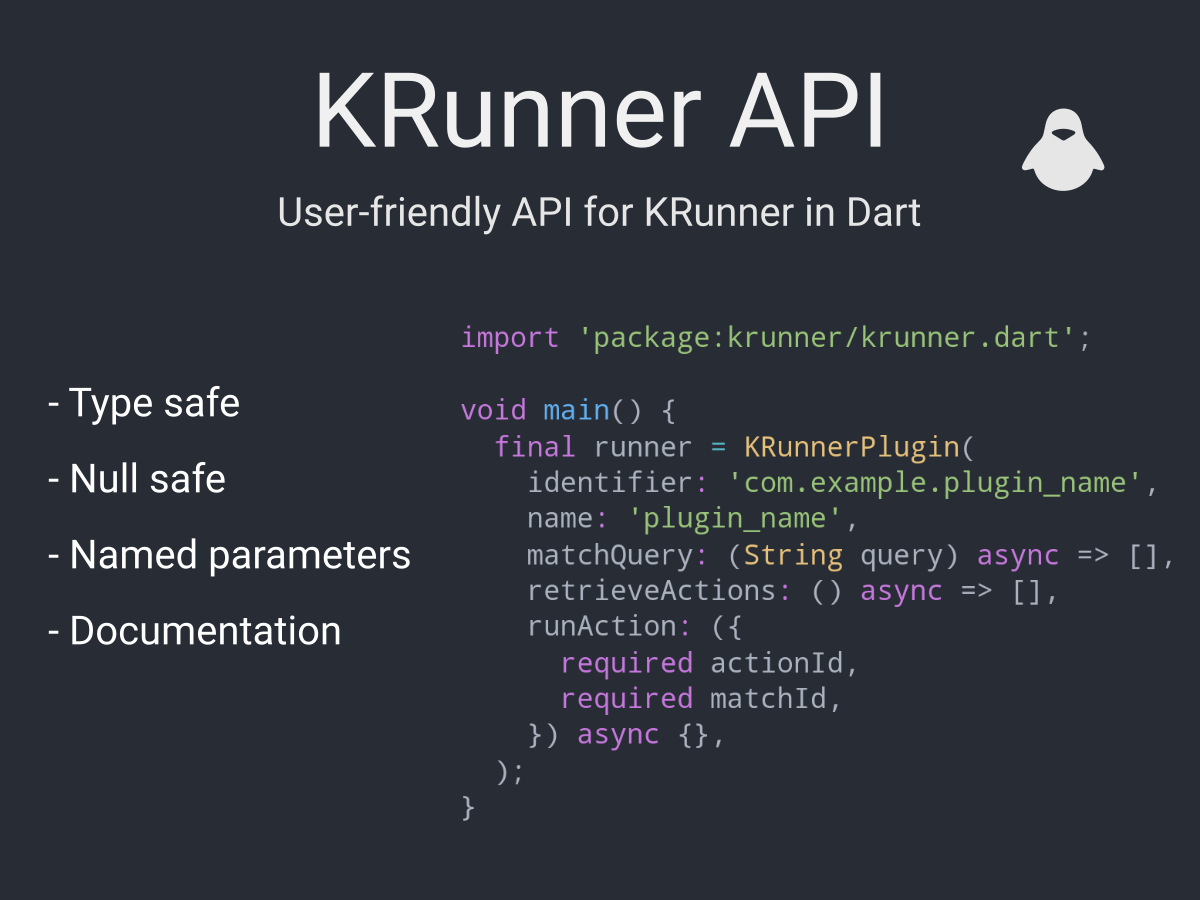 KRunner API
User-friendly API for KRunner in Dart
- Type safe
- Null safe
- Named parameters
- Documentation
import 'package:krunner/krunner.dart';

void main() {
  final runner = KRunnerPlugin(
    identifier: 'com.example.plugin_name',
    name: 'plugin_name',
    matchQuery: (String query) async => [],
    retrieveActions: () async => [],
    runAction: ({
      required actionId,
      required matchId,
    }) async {},
  );
}